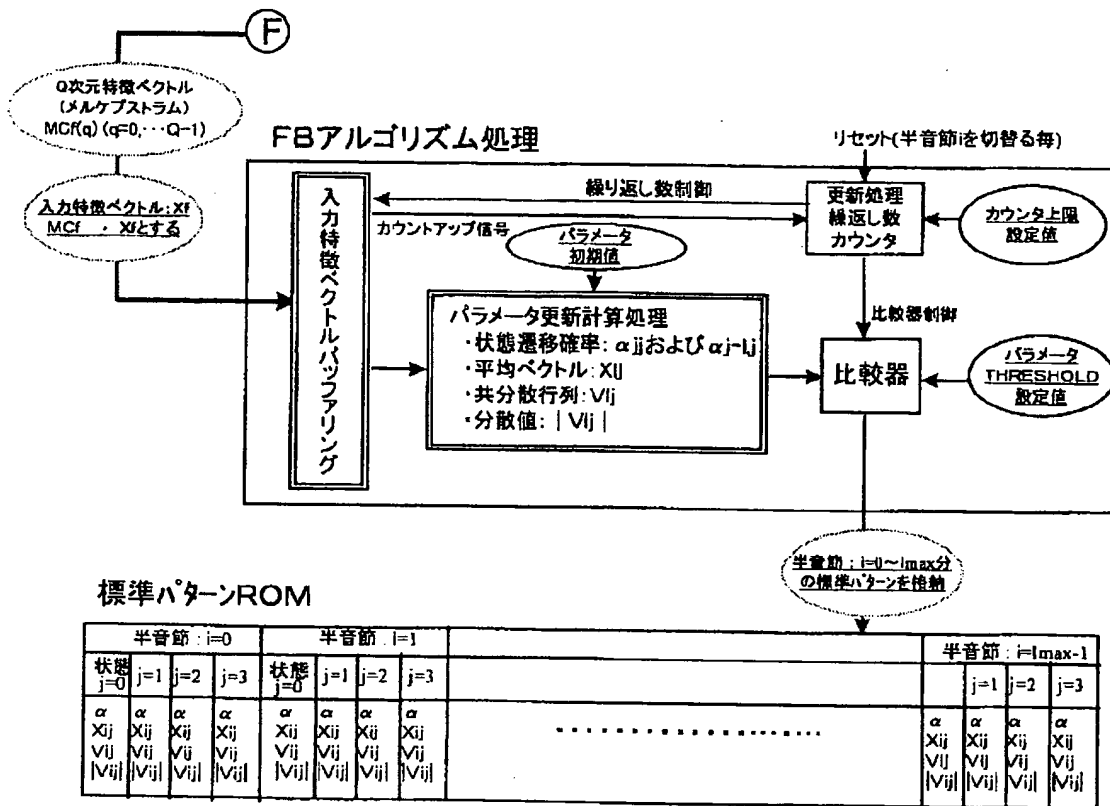 F
Q次元特徴ベクトル
(メルケプストラム)
MCf(q) (q=0,・・・Q-1)
入力特徴ベクトル:Xf
MCf ・ Xfとする
FBアルゴリズム処理
リセット(半音節iを切替る毎)
入力特徴ベクトルバッファリング
繰り返し数制御
カウントアップ信号
更新処理
繰返し数
カウンタ
カウンタ上限
設定値
パラメータ
初期値
パラメータ更新計算処理
・状態遷移確率: αjjおよびαj-1,j
・平均ベクトル: Xij
・共分散行列: Vij
・分散値: |Vij|
比較器制御
比較器
パラメータ
THRESHOLD
設定値
半音節: i=0~Imax分
の標準パターンを格納
標準パターンROM
半音節: i=0 半音節: i=1 半音節: i=Imax-1
状態j=0 j=1 j=2 j=3 状態j=0 j=1 j=2 j=3 j=1 j=2 j=3
α α α α α α α α α α α α
Xij Xij Xij Xij Xij Xij Xij Xij Xij Xij Xij Xij
Vij Vij Vij Vij Vij Vij Vij Vij Vij Vij Vij Vij
|Vij| |Vij| |Vij| |Vij| |Vij| |Vij| |Vij| |Vij| |Vij| |Vij| |Vij| |Vij|